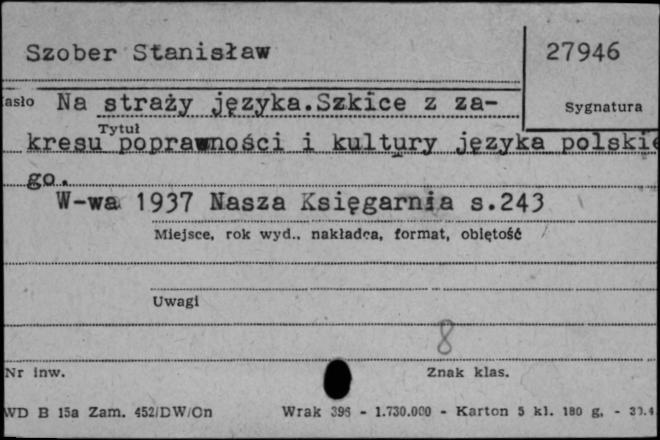 Szober Stanisław
27946
asło Na straży języka.Szkice z za-
Sygnatura
Tytuł
kresu poprawności i kultury języka polskie
go.
W-wa 1937 Nasza Księgarnia s.243
Miejsce, rok wyd., nakładca, format, objętość
Uwagi
8
Nr inw.
Znak klas.
WD B 15a Zam. 452/DW/On Wrak 396 - 1.730.000 - Karton 5 kl. 180 g. -